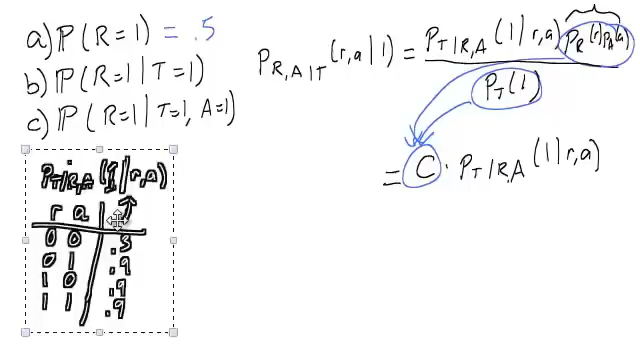 a) ℙ(R=1) = .5
b) ℙ(R=1|T=1)
c) ℙ(R=1|T=1, A=1)
P_{R,A|T}(r,a|1) = P_{T|R,A}(1|r,a) P_R(r) P_A(a)
P_T(1)
= C · P_{T|R,A}(1|r,a)
P_{T|R,A}(1|r,a)
r a
0 0 .3
0 1 .9
1 0 .9
1 1 .9